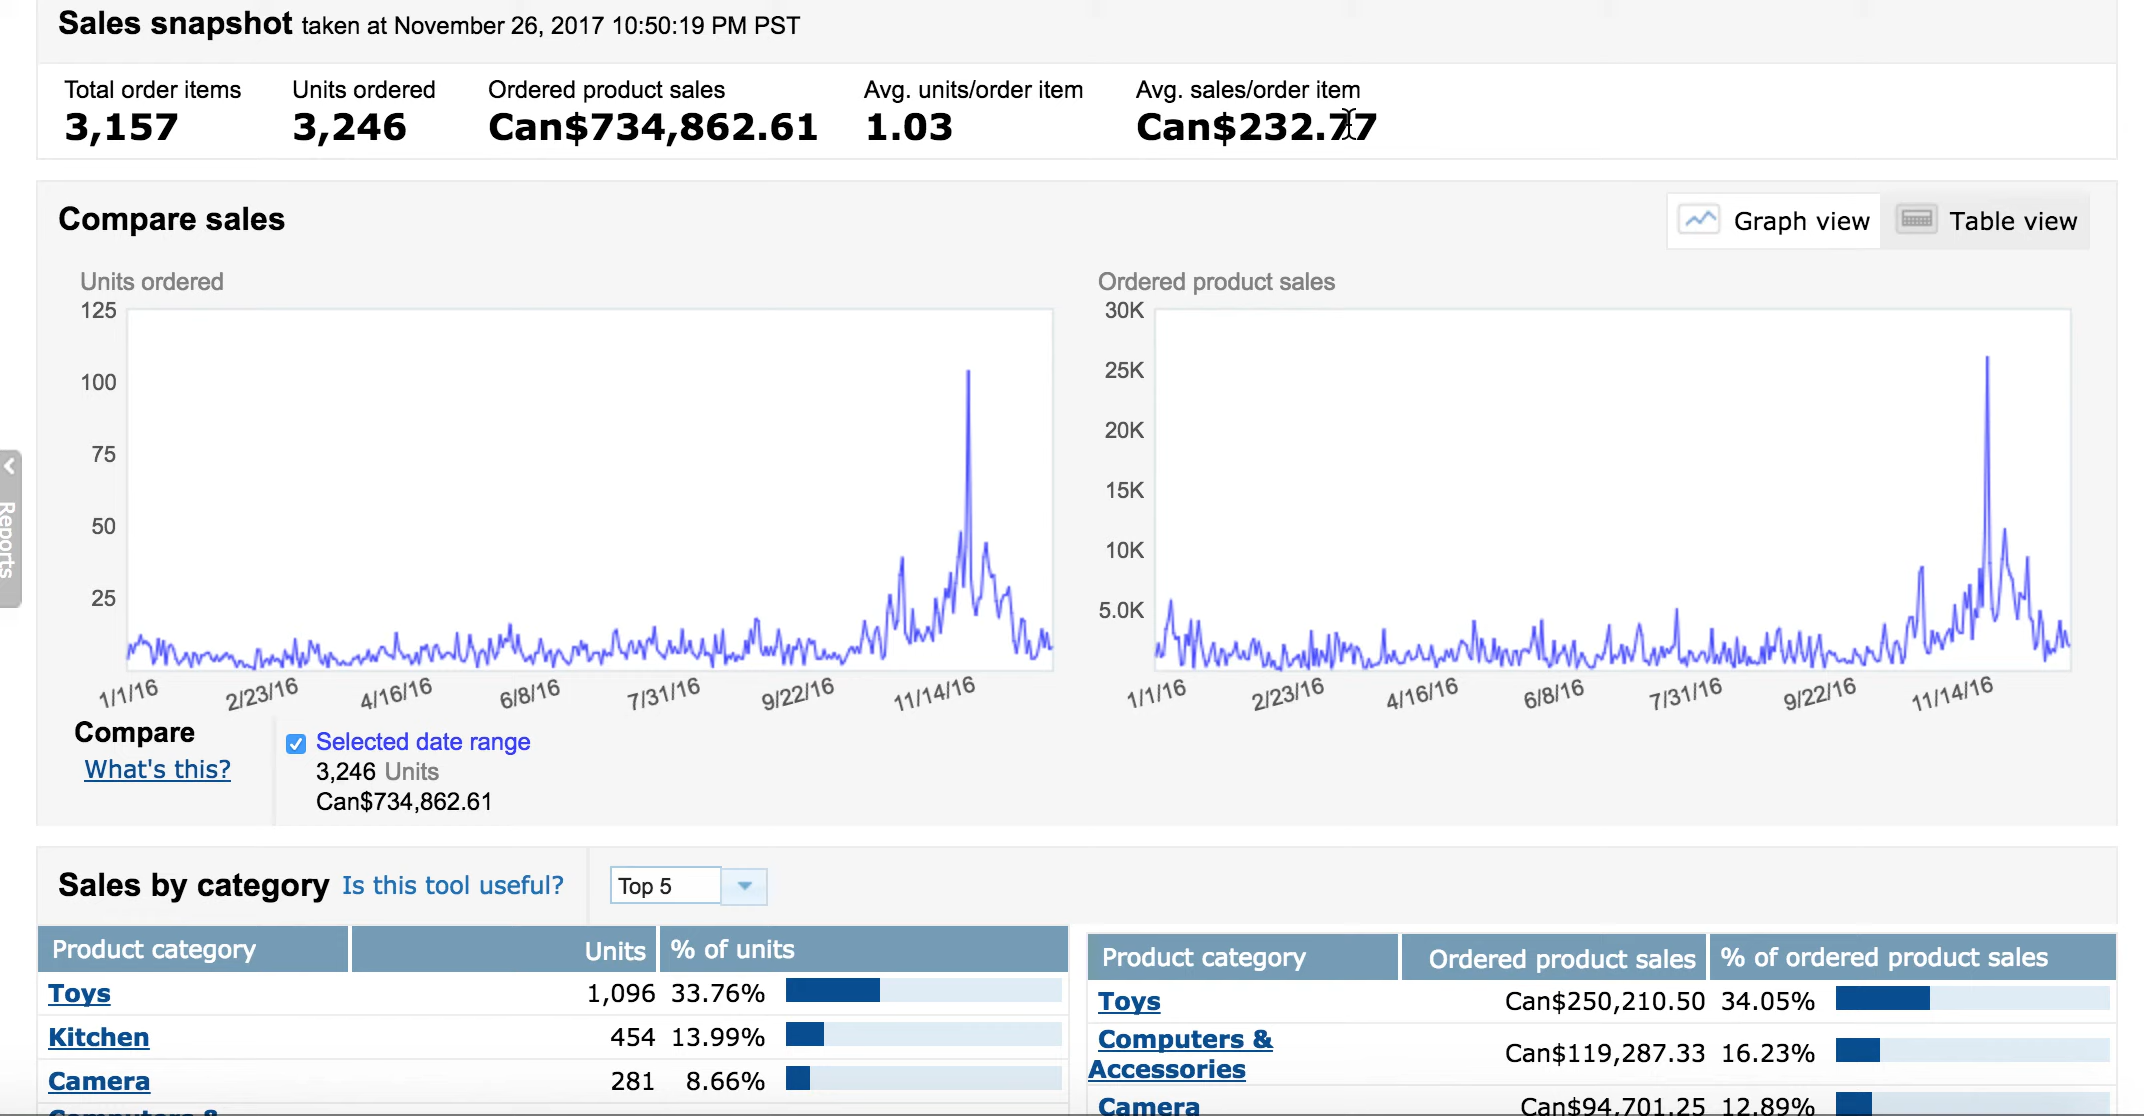 Sales snapshot taken at November 26, 2017 10:50:19 PM PST
Total order items Units ordered Ordered product sales Avg. units/order item Avg. sales/order item
3,157 3,246 Can$734,862.61 1.03 Can$232.77
Compare sales
Graph view Table view
Units ordered
125
100
75
50
25
1/1/16 2/23/16 4/16/16 6/8/16 7/31/16 9/22/16 11/14/16
Ordered product sales
30K
25K
20K
15K
10K
5.0K
1/1/16 2/23/16 4/16/16 6/8/16 7/31/16 9/22/16 11/14/16
Reports
Compare
What's this?
Selected date range
3,246 Units
Can$734,862.61
Sales by category Is this tool useful? Top 5
Product category Units % of units
Toys 1,096 33.76%
Kitchen 454 13.99%
Camera 281 8.66%
Computers &
Product category Ordered product sales % of ordered product sales
Toys Can$250,210.50 34.05%
Computers &
Accessories Can$119,287.33 16.23%
Camera Can$94,701.25 12.89%